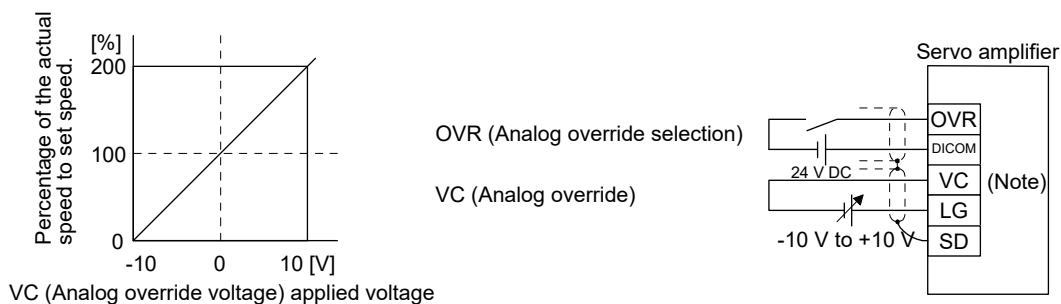 Percentage of the actual
speed to set speed.
[%]
200
100
0
-10
0
10 [V]
VC (Analog override voltage) applied voltage
OVR (Analog override selection)
VC (Analog override)
Servo amplifier
OVR
DICOM
24 V DC
VC
(Note)
LG
-10 V to +10 V
SD